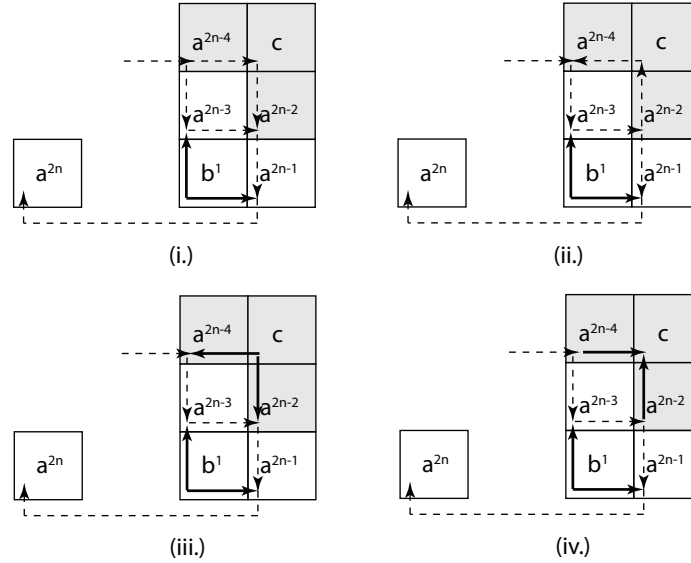 a^{2n-4} c
a^{2n-3} a^{2n-2}
a^{2n} b^1 a^{2n-1}
(i.)
a^{2n-4} c
a^{2n-3} a^{2n-2}
a^{2n} b^1 a^{2n-1}
(ii.)
a^{2n-4} c
a^{2n-3} a^{2n-2}
a^{2n} b^1 a^{2n-1}
(iii.)
a^{2n-4} c
a^{2n-3} a^{2n-2}
a^{2n} b^1 a^{2n-1}
(iv.)